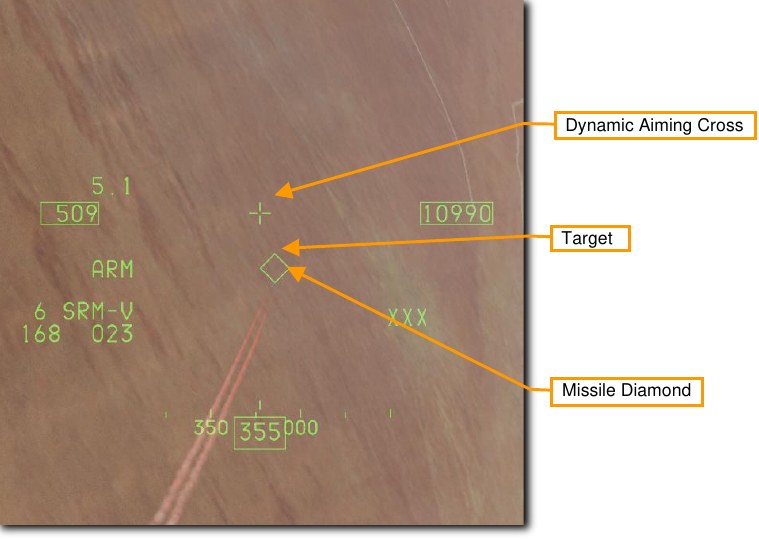 Dynamic Aiming Cross
5.1
509
10990
Target
ARM
6 SRM-V
168 023
XXX
Missile Diamond
350 355 000